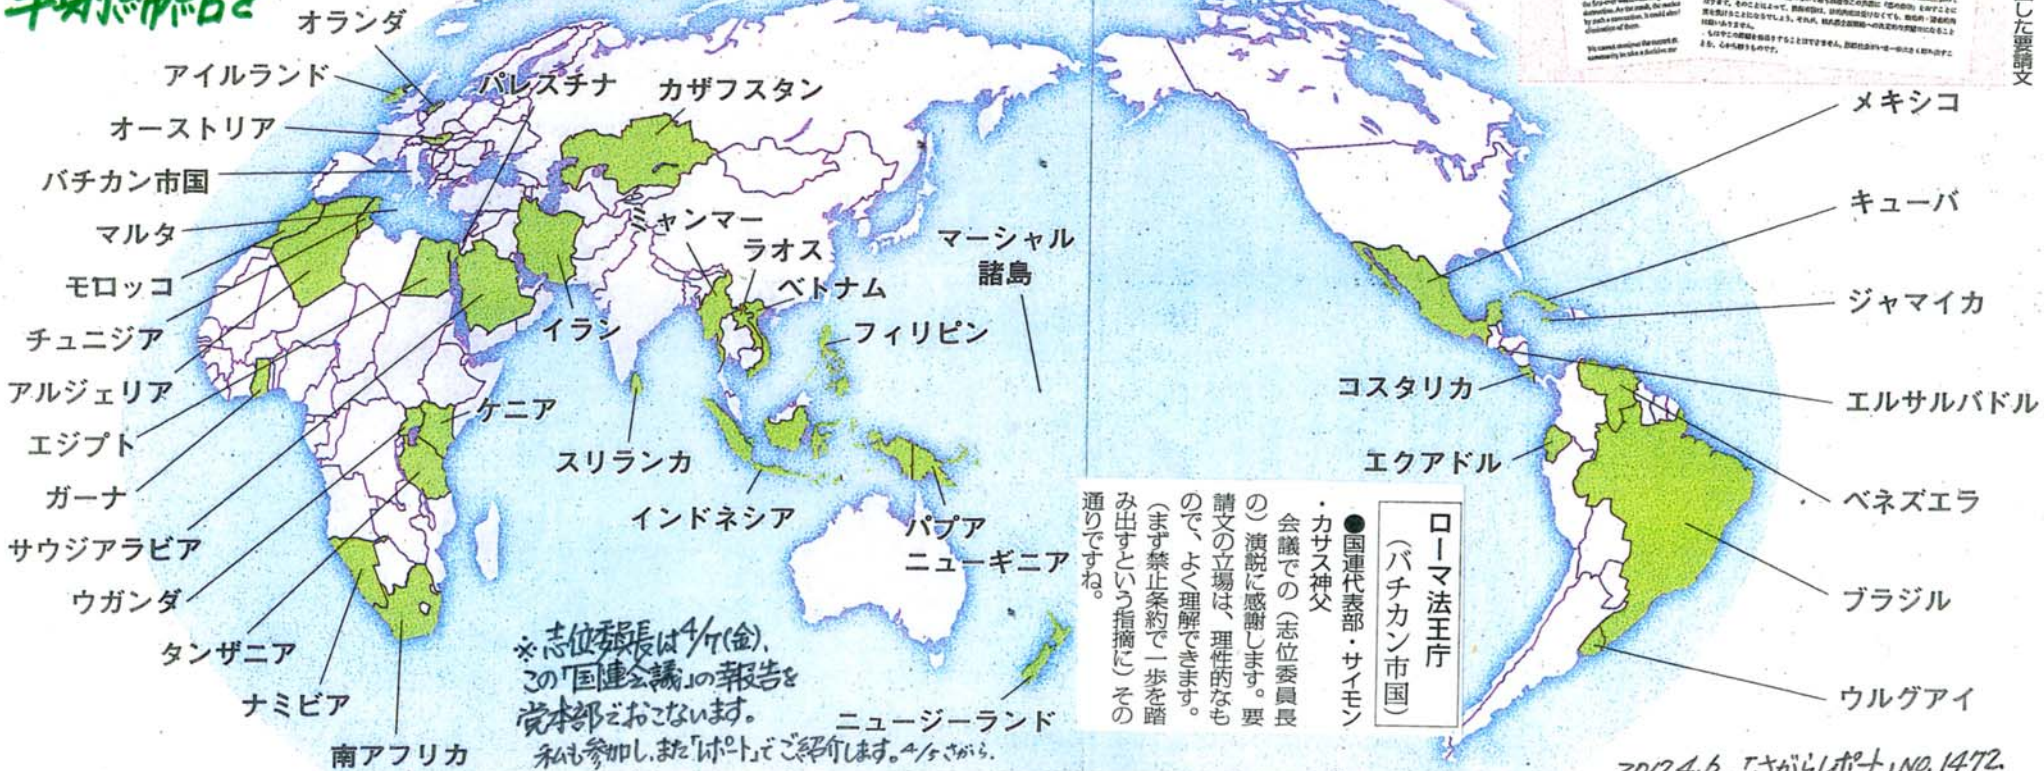 した要請文
オランダ
アイルランド
オーストリア
バチカン市国
マルタ
モロッコ
チュニジア
アルジェリア
エジプト
ガーナ
サウジアラビア
ウガンダ
タンザニア
ナミビア
南アフリカ
パレスチナ
カザフスタン
ミャンマー
ラオス
ベトナム
フィリピン
イラン
ケニア
スリランカ
インドネシア
マーシャル
諸島
パプア
ニューギニア
ニュージーランド
メキシコ
キューバ
ジャマイカ
コスタリカ
エルサルバドル
エクアドル
ベネズエラ
ブラジル
ウルグアイ
ローマ法王庁
（バチカン市国）
●国連代表部・サイモン
・カサス神父
会議での（志位委員長
の）演説に感謝します。要
請文の立場は、理性的なも
ので、よく理解できます。
（まず禁止条約で一歩を踏
み出すという指摘に）その
通りですね。
※志位委員長は4/7(金)、
この「国連会議」の報告を
党本部でおこないます。
私も参加し、また「レポート」でご紹介します。4/5 さがら.
2017.4.6 「さがらレポート」NO.1472.